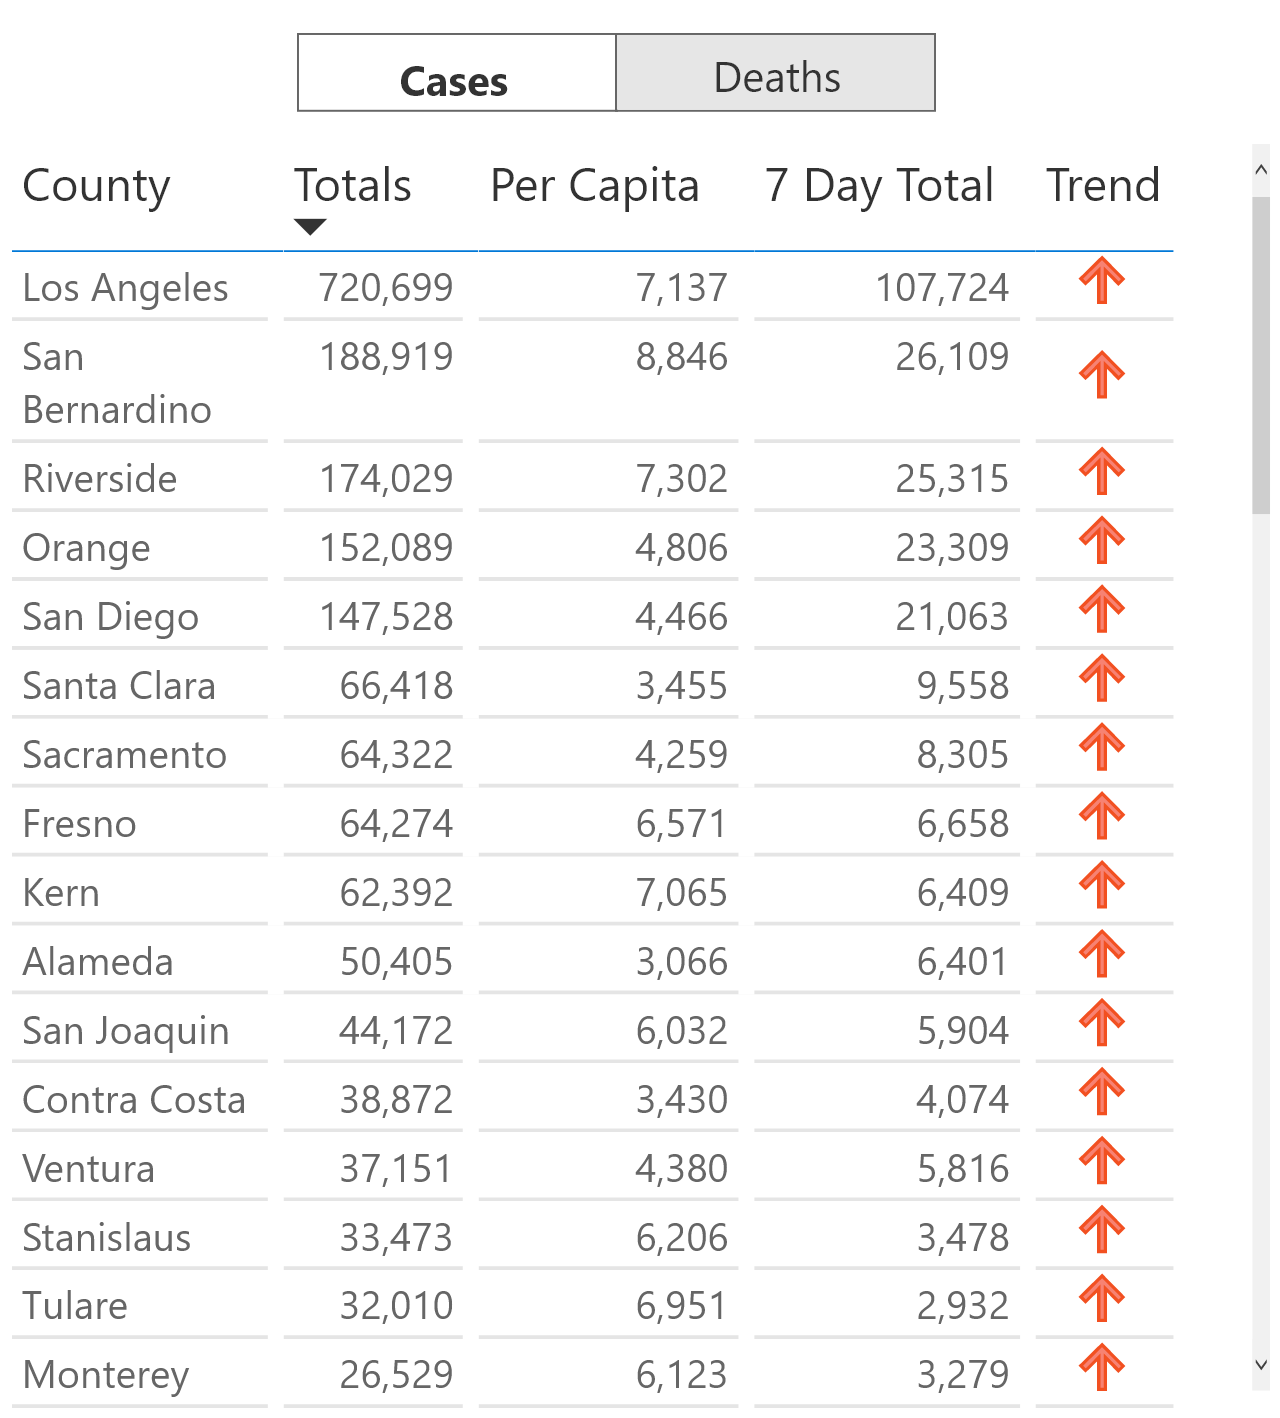 Cases Deaths
County Totals Per Capita 7 Day Total Trend
Los Angeles 720,699 7,137 107,724
San 188,919 8,846 26,109
Bernardino
Riverside 174,029 7,302 25,315
Orange 152,089 4,806 23,309
San Diego 147,528 4,466 21,063
Santa Clara 66,418 3,455 9,558
Sacramento 64,322 4,259 8,305
Fresno 64,274 6,571 6,658
Kern 62,392 7,065 6,409
Alameda 50,405 3,066 6,401
San Joaquin 44,172 6,032 5,904
Contra Costa 38,872 3,430 4,074
Ventura 37,151 4,380 5,816
Stanislaus 33,473 6,206 3,478
Tulare 32,010 6,951 2,932
Monterey 26,529 6,123 3,279